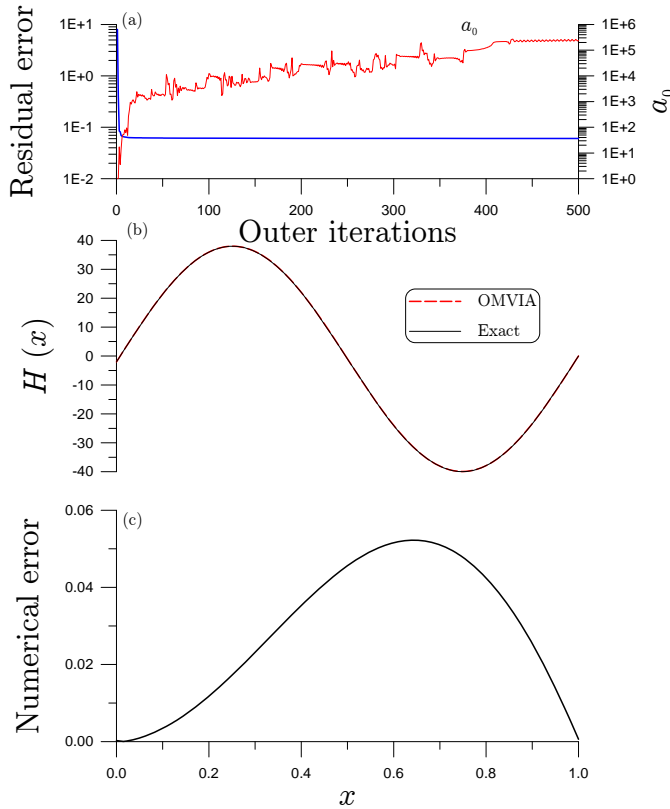 (a)
a₀
Residual error
1E+1
1E+0
1E-1
1E-2
1E+6
1E+5
1E+4
1E+3
1E+2
1E+1
1E+0
a₀
0 100 200 300 400 500
Outer iterations
(b)
H (x)
40
30
20
10
0
-10
-20
-30
-40
OMVIA
Exact
(c)
Numerical error
0.06
0.04
0.02
0.00
0.0 0.2 0.4 0.6 0.8 1.0
x